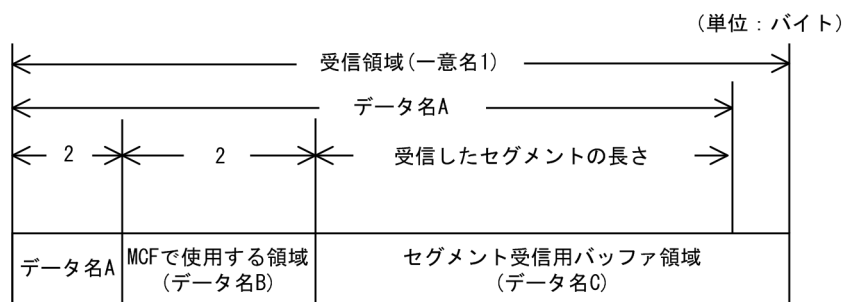 (単位：バイト)
受信領域(一意名1)
データ名A
2
2
受信したセグメントの長さ
データ名A
MCFで使用する領域
(データ名B)
セグメント受信用バッファ領域
(データ名C)